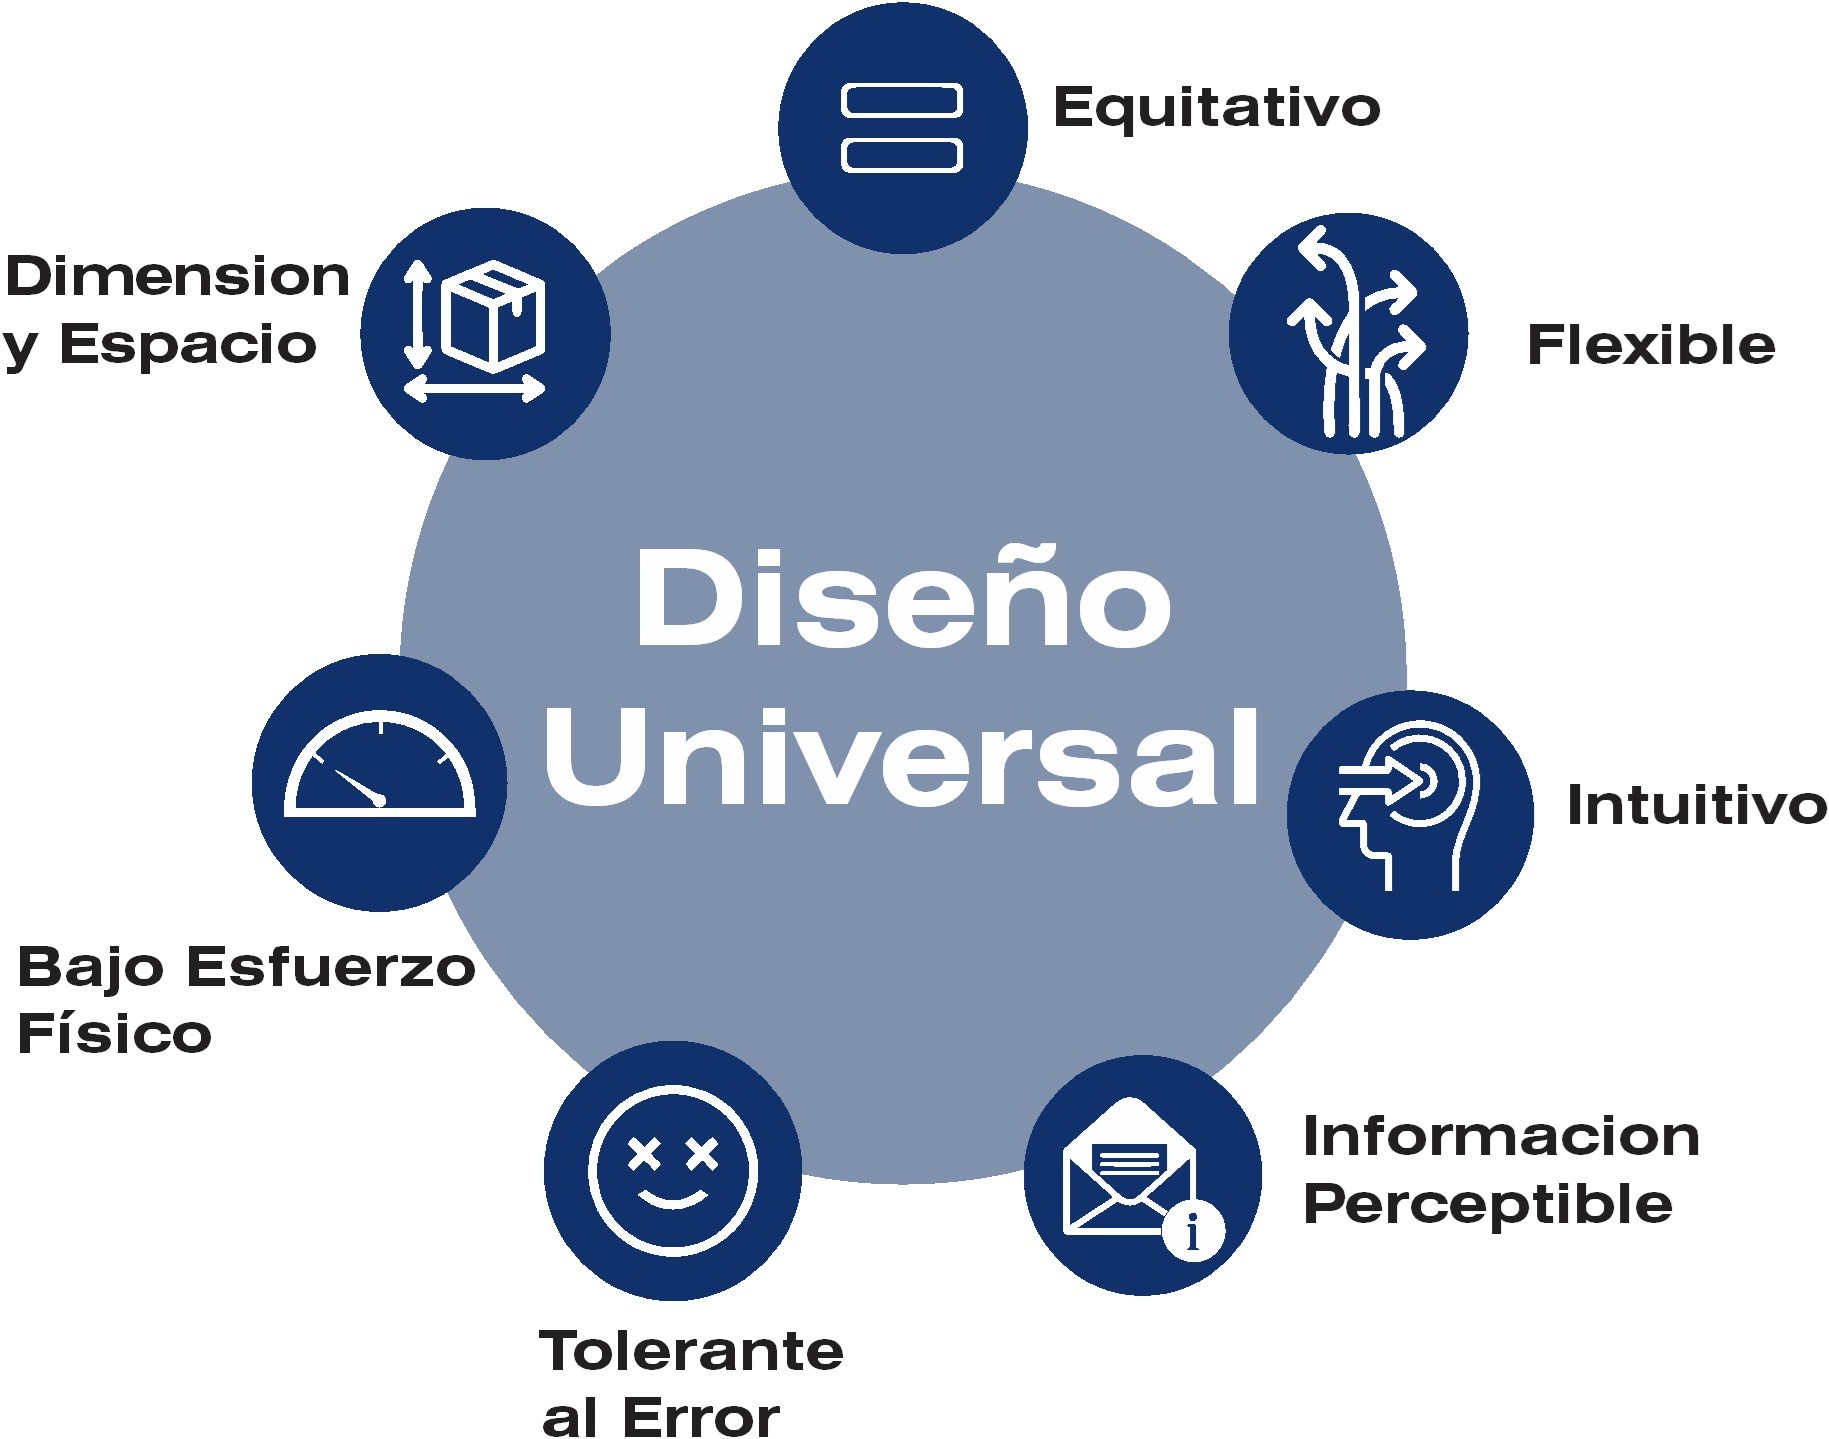 Equitativo
Dimension
y Espacio
Flexible
Diseño
Universal
Intuitivo
Bajo Esfuerzo
Físico
Informacion
Perceptible
i
Tolerante
al Error